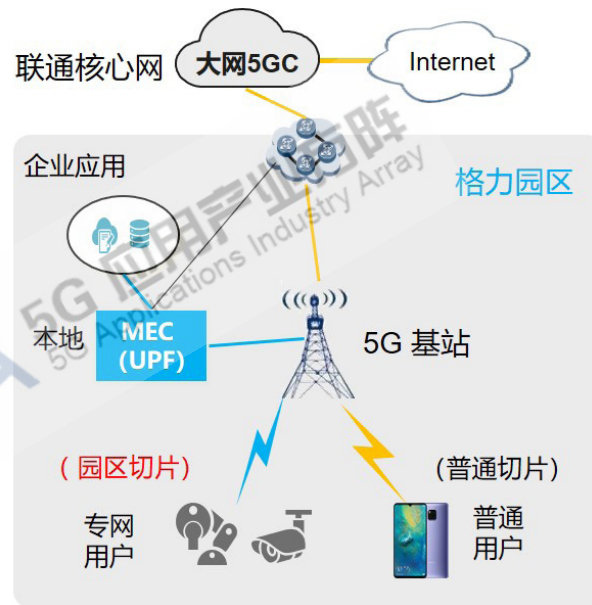 联通核心网
大网5GC
Internet
企业应用
格力园区
5G 应用产业矩阵
5G Applications Industry Array
本地
MEC
(UPF)
5G 基站
(园区切片)
(普通切片)
专网
用户
普通
用户